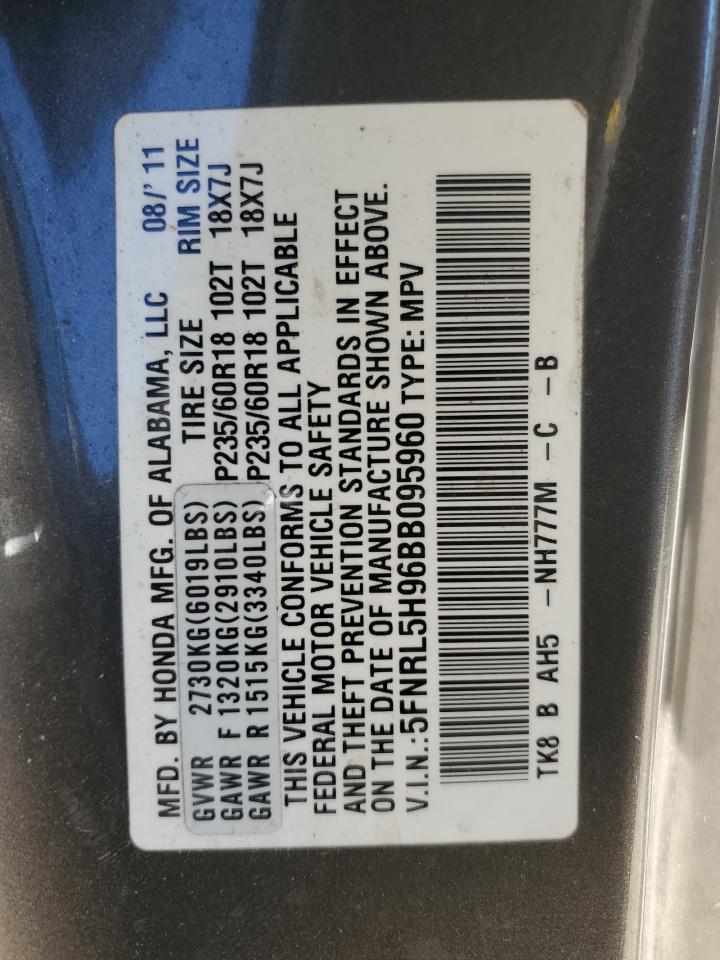 MFD. BY HONDA MFG. OF ALABAMA, LLC 08/' 11
TIRE SIZE RIM SIZE
GVWR 2730KG(6019LBS)
GAWR F 1320KG(2910LBS) P235/60R18 102T 18X7J
GAWR R 1515KG(3340LBS) P235/60R18 102T 18X7J
THIS VEHICLE CONFORMS TO ALL APPLICABLE
FEDERAL MOTOR VEHICLE SAFETY
AND THEFT PREVENTION STANDARDS IN EFFECT
ON THE DATE OF MANUFACTURE SHOWN ABOVE.
V.I.N.:5FNRL5H96BB095960 TYPE: MPV
TK8 B AH5 -NH777M -C -B